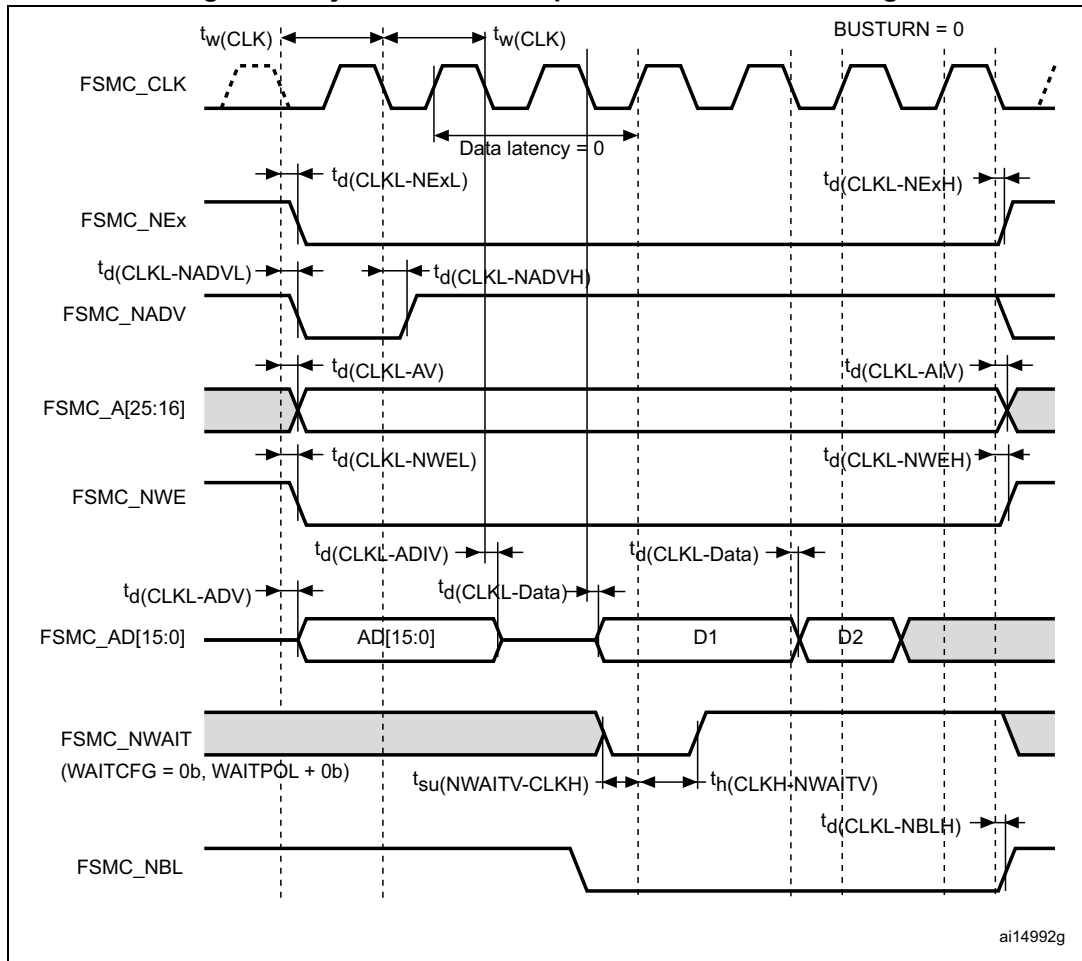 tw(CLK) tw(CLK) BUSTURN = 0
FSMC_CLK
Data latency = 0
td(CLKL-NExL) td(CLKL-NExH)
FSMC_NEx
td(CLKL-NADVL) td(CLKL-NADVH)
FSMC_NADV
td(CLKL-AV) td(CLKL-AIV)
FSMC_A[25:16]
td(CLKL-NWEL) td(CLKL-NWEH)
FSMC_NWE
td(CLKL-ADIV) td(CLKL-Data)
td(CLKL-ADV) td(CLKL-Data)
FSMC_AD[15:0] AD[15:0] D1 D2
FSMC_NWAIT
(WAITCFG = 0b, WAITPOL + 0b) tsu(NWAITV-CLKH) th(CLKH-NWAITV)
td(CLKL-NBLH)
FSMC_NBL
ai14992g